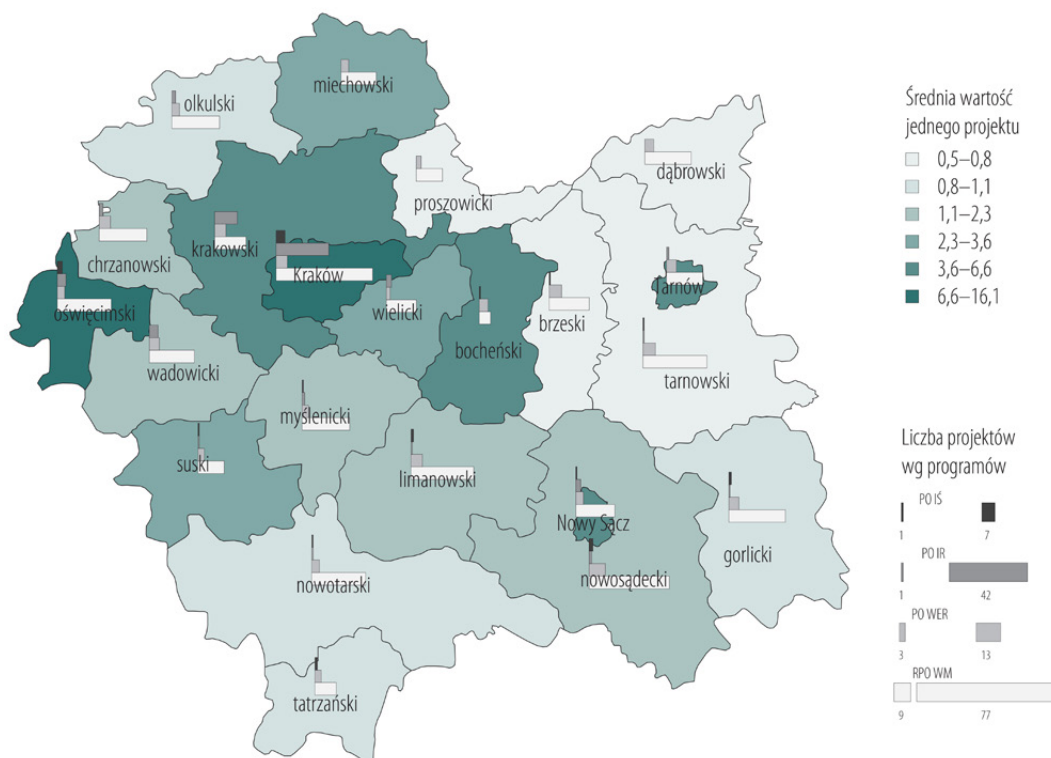 miechowski
olkulski
dąbrowski
proszowicki
krakowski
chrzanowski
Kraków
Tarnów
oświęcimski
wielicki
brzeski
bocheński
wadowicki
tarnowski
myślenicki
suski
limanowski
Nowy Sącz
gorlicki
nowotarski
nowosądecki
tatrzański
Średnia wartość
jednego projektu
0,5–0,8
0,8–1,1
1,1–2,3
2,3–3,6
3,6–6,6
6,6–16,1
Liczba projektów
wg programów
PO IŚ
1 7
PO IR
1 42
PO WER
3 13
RPO WM
9 77